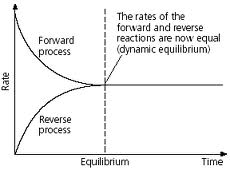 The rates of the
forward and reverse
reactions are now equal
(dynamic equilibrium)
Forward
process
Rate
Reverse
process
Equilibrium
Time